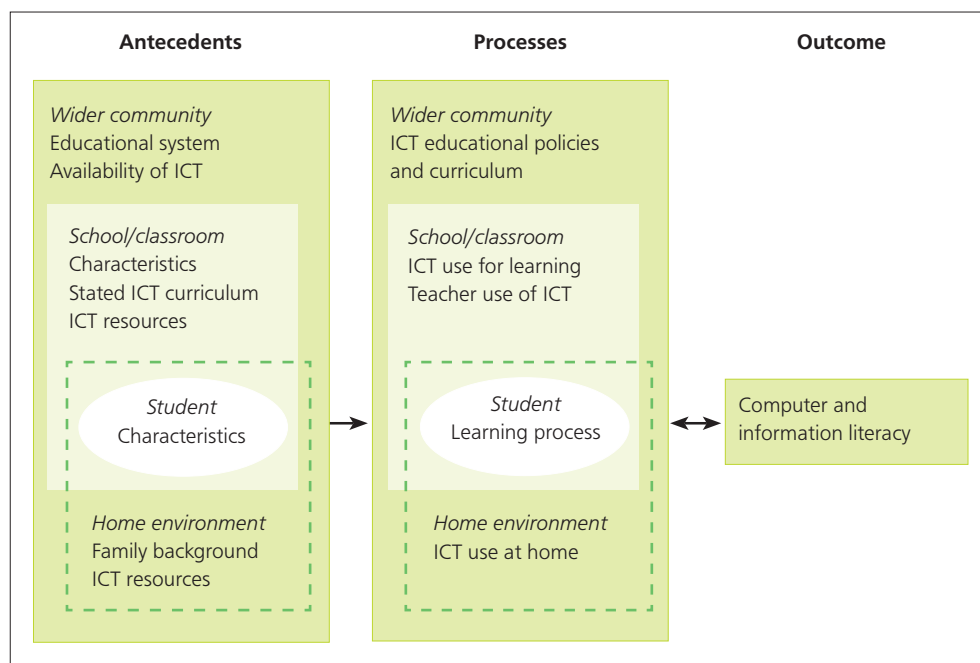 Antecedents
Processes
Outcome
Wider community
Educational system
Availability of ICT
School/classroom
Characteristics
Stated ICT curriculum
ICT resources
Student
Characteristics
Home environment
Family background
ICT resources
Wider community
ICT educational policies
and curriculum
School/classroom
ICT use for learning
Teacher use of ICT
Student
Learning process
Home environment
ICT use at home
Computer and
information literacy